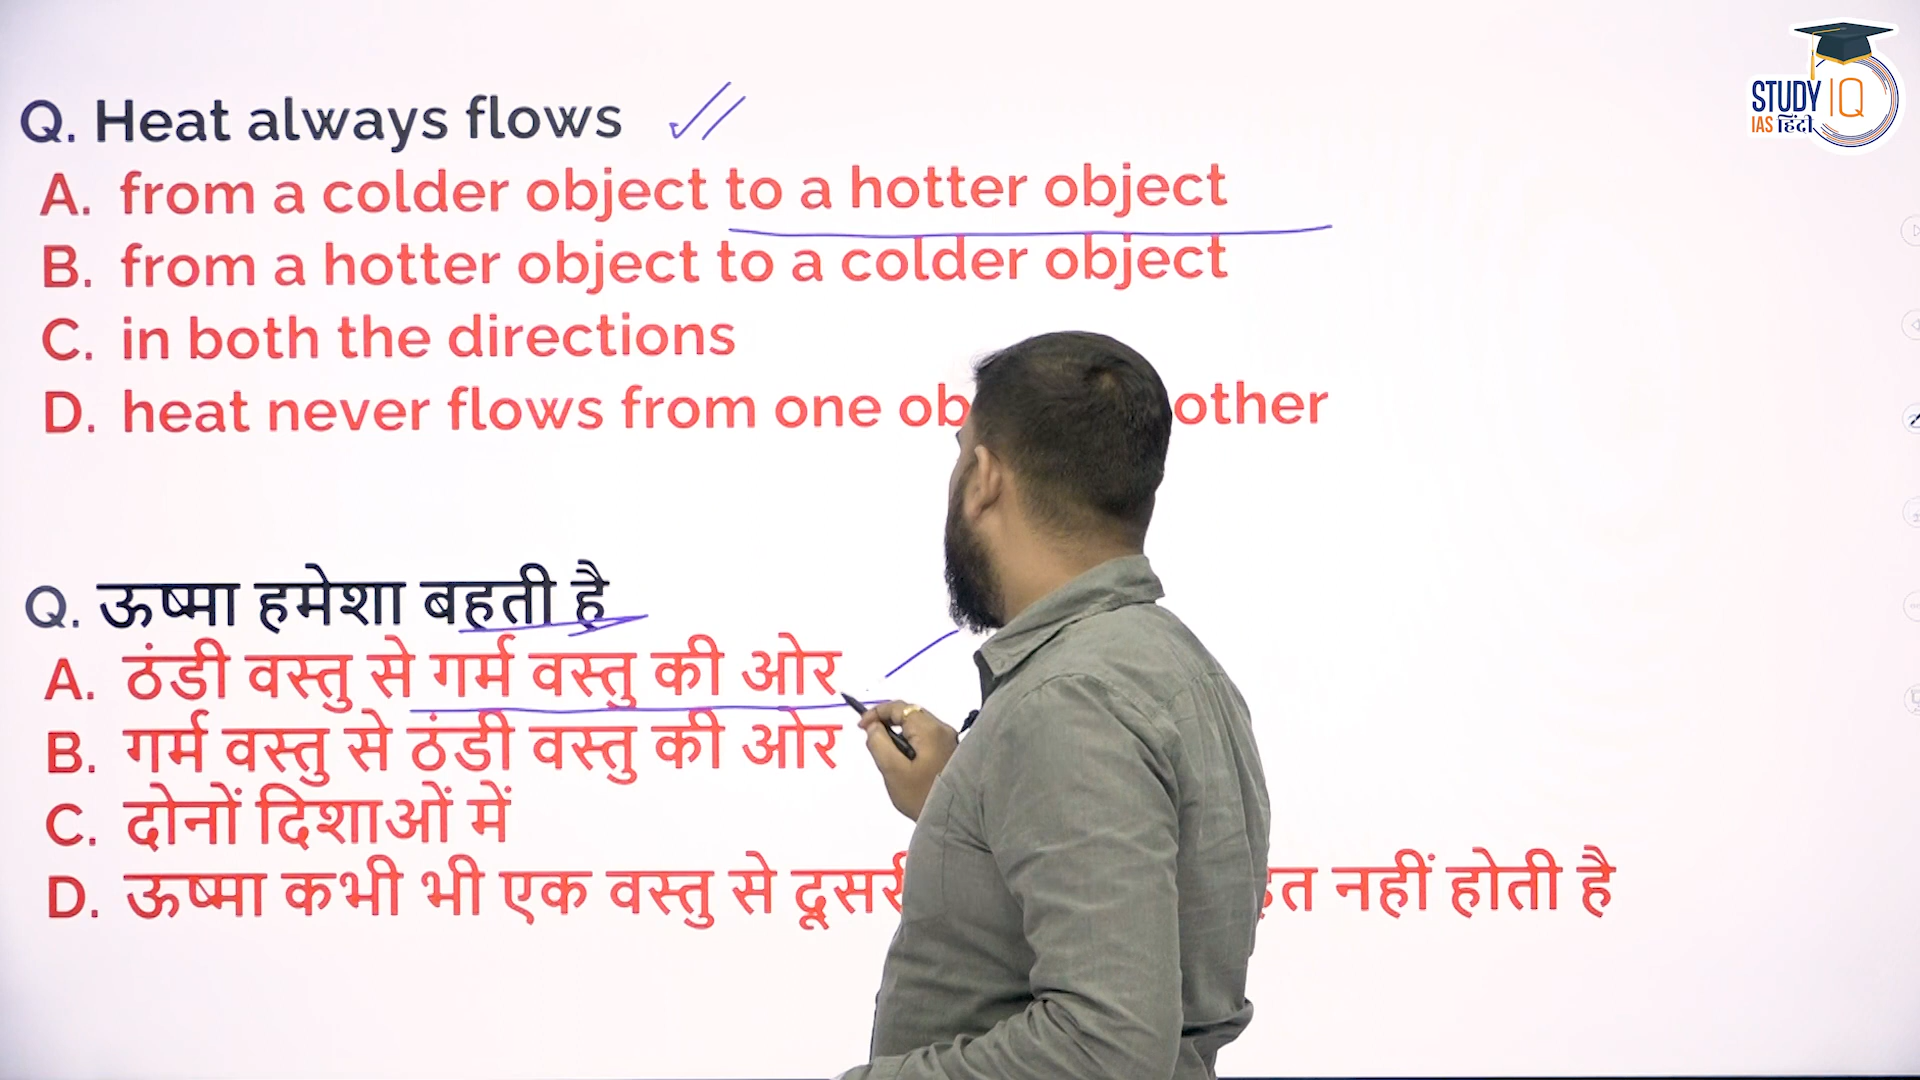 STUDY IQ
IAS हिंदी
Q. Heat always flows
A. from a colder object to a hotter object
B. from a hotter object to a colder object
C. in both the directions
D. heat never flows from one other
Q. ऊष्मा हमेशा बहती है
A. ठंडी वस्तु से गर्म वस्तु की ओर
B. गर्म वस्तु से ठंडी वस्तु की ओर
C. दोनों दिशाओं में
D. ऊष्मा कभी भी एक वस्तु से नहीं होती है